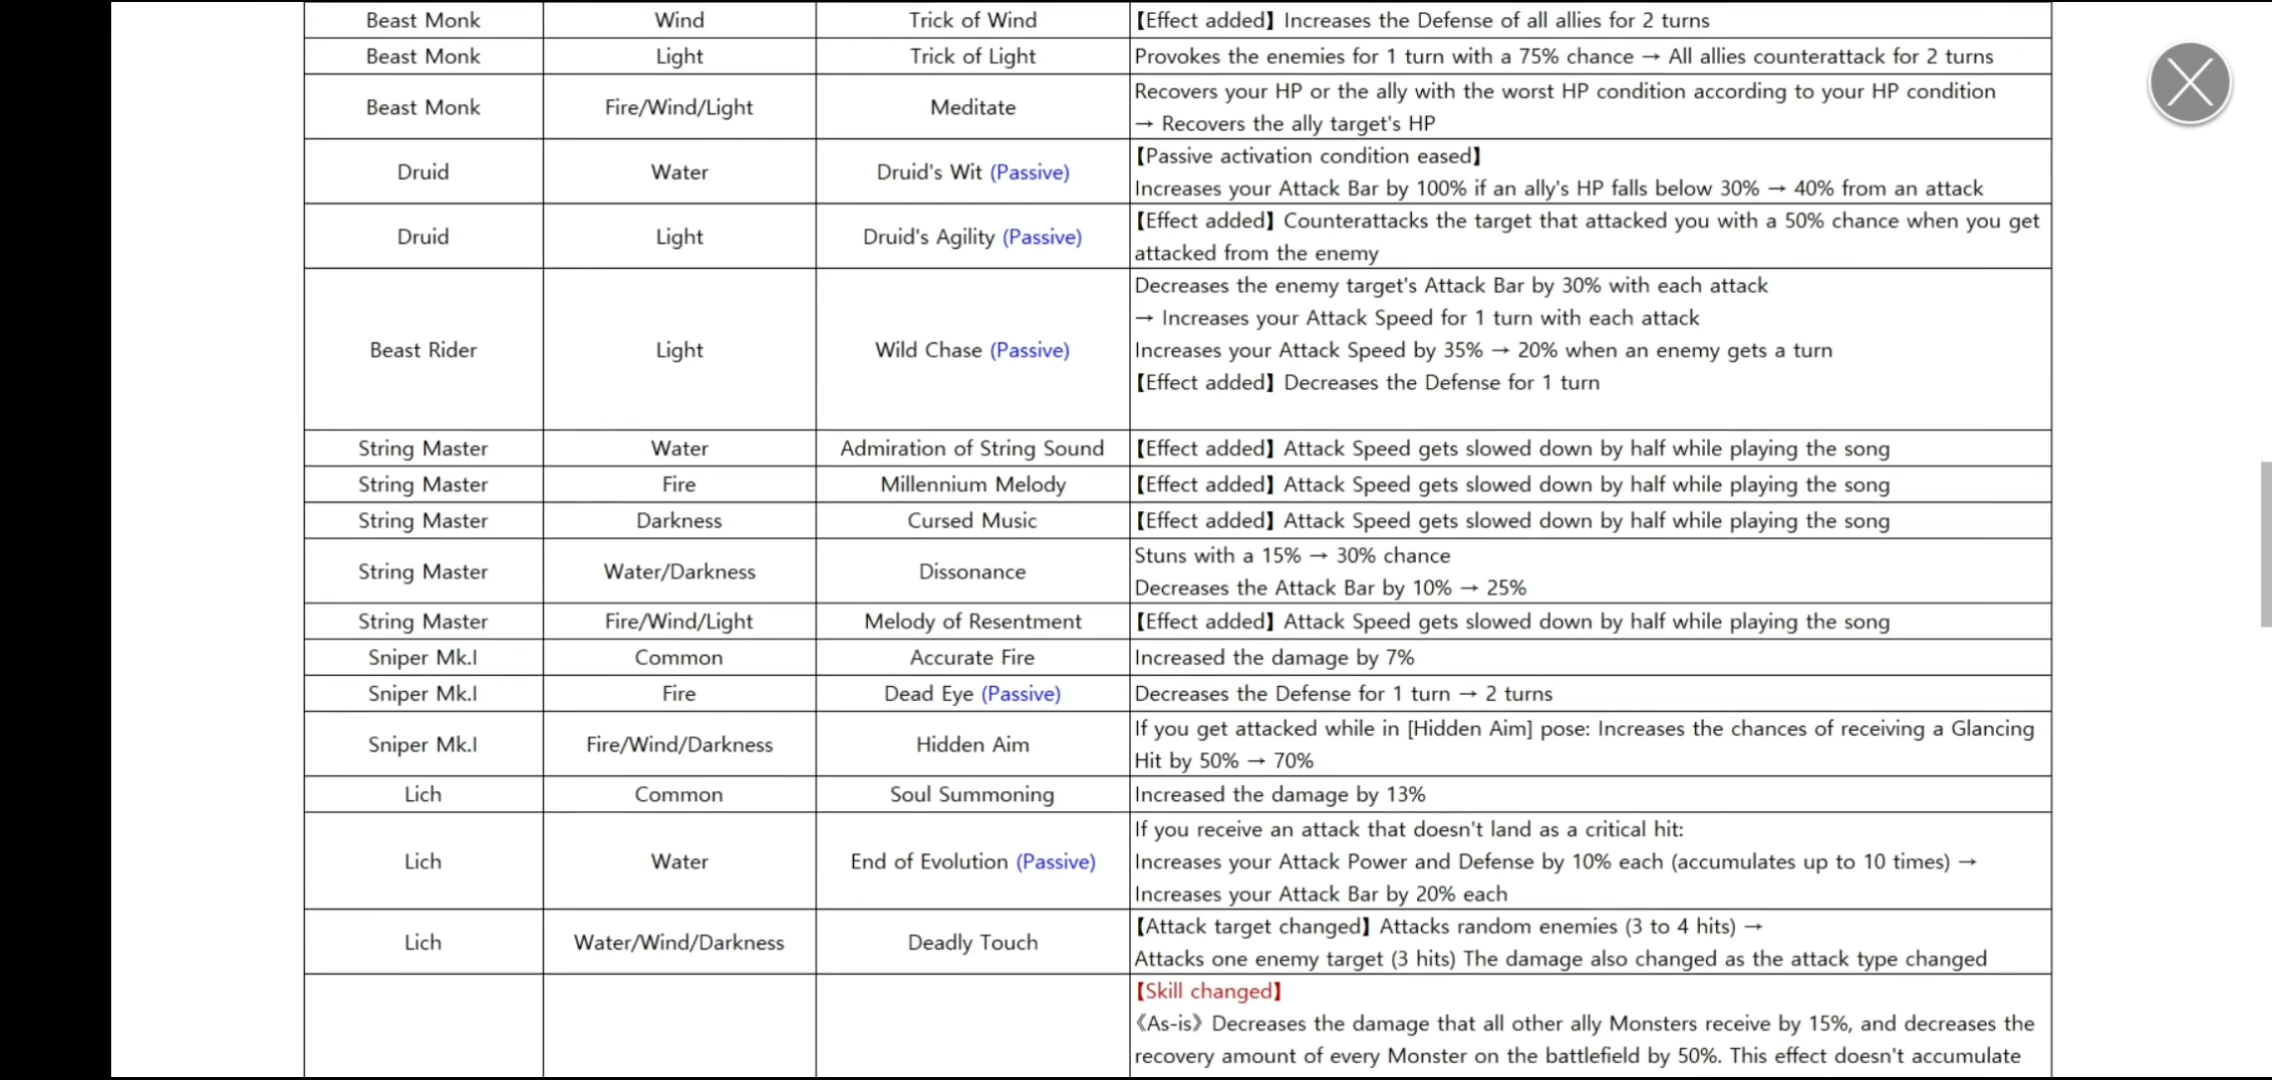 Beast Monk Wind Trick of Wind 【Effect added】 Increases the Defense of all allies for 2 turns
Beast Monk Light Trick of Light Provokes the enemies for 1 turn with a 75% chance → All allies counterattack for 2 turns
Beast Monk Fire/Wind/Light Meditate Recovers your HP or the ally with the worst HP condition according to your HP condition
→ Recovers the ally target's HP
Druid Water Druid's Wit (Passive) 【Passive activation condition eased】
Increases your Attack Bar by 100% if an ally's HP falls below 30% → 40% from an attack
Druid Light Druid's Agility (Passive) 【Effect added】 Counterattacks the target that attacked you with a 50% chance when you get
attacked from the enemy
Beast Rider Light Wild Chase (Passive) Decreases the enemy target's Attack Bar by 30% with each attack
→ Increases your Attack Speed for 1 turn with each attack
Increases your Attack Speed by 35% → 20% when an enemy gets a turn
【Effect added】 Decreases the Defense for 1 turn
String Master Water Admiration of String Sound 【Effect added】 Attack Speed gets slowed down by half while playing the song
String Master Fire Millennium Melody 【Effect added】 Attack Speed gets slowed down by half while playing the song
String Master Darkness Cursed Music 【Effect added】 Attack Speed gets slowed down by half while playing the song
String Master Water/Darkness Dissonance Stuns with a 15% → 30% chance
Decreases the Attack Bar by 10% → 25%
String Master Fire/Wind/Light Melody of Resentment 【Effect added】 Attack Speed gets slowed down by half while playing the song
Sniper Mk.I Common Accurate Fire Increased the damage by 7%
Sniper Mk.I Fire Dead Eye (Passive) Decreases the Defense for 1 turn → 2 turns
Sniper Mk.I Fire/Wind/Darkness Hidden Aim If you get attacked while in [Hidden Aim] pose: Increases the chances of receiving a Glancing
Hit by 50% → 70%
Lich Common Soul Summoning Increased the damage by 13%
Lich Water End of Evolution (Passive) If you receive an attack that doesn't land as a critical hit:
Increases your Attack Power and Defense by 10% each (accumulates up to 10 times) →
Increases your Attack Bar by 20% each
Lich Water/Wind/Darkness Deadly Touch 【Attack target changed】 Attacks random enemies (3 to 4 hits) →
Attacks one enemy target (3 hits) The damage also changed as the attack type changed
【Skill changed】
《As-is》 Decreases the damage that all other ally Monsters receive by 15%, and decreases the
recovery amount of every Monster on the battlefield by 50%. This effect doesn't accumulate